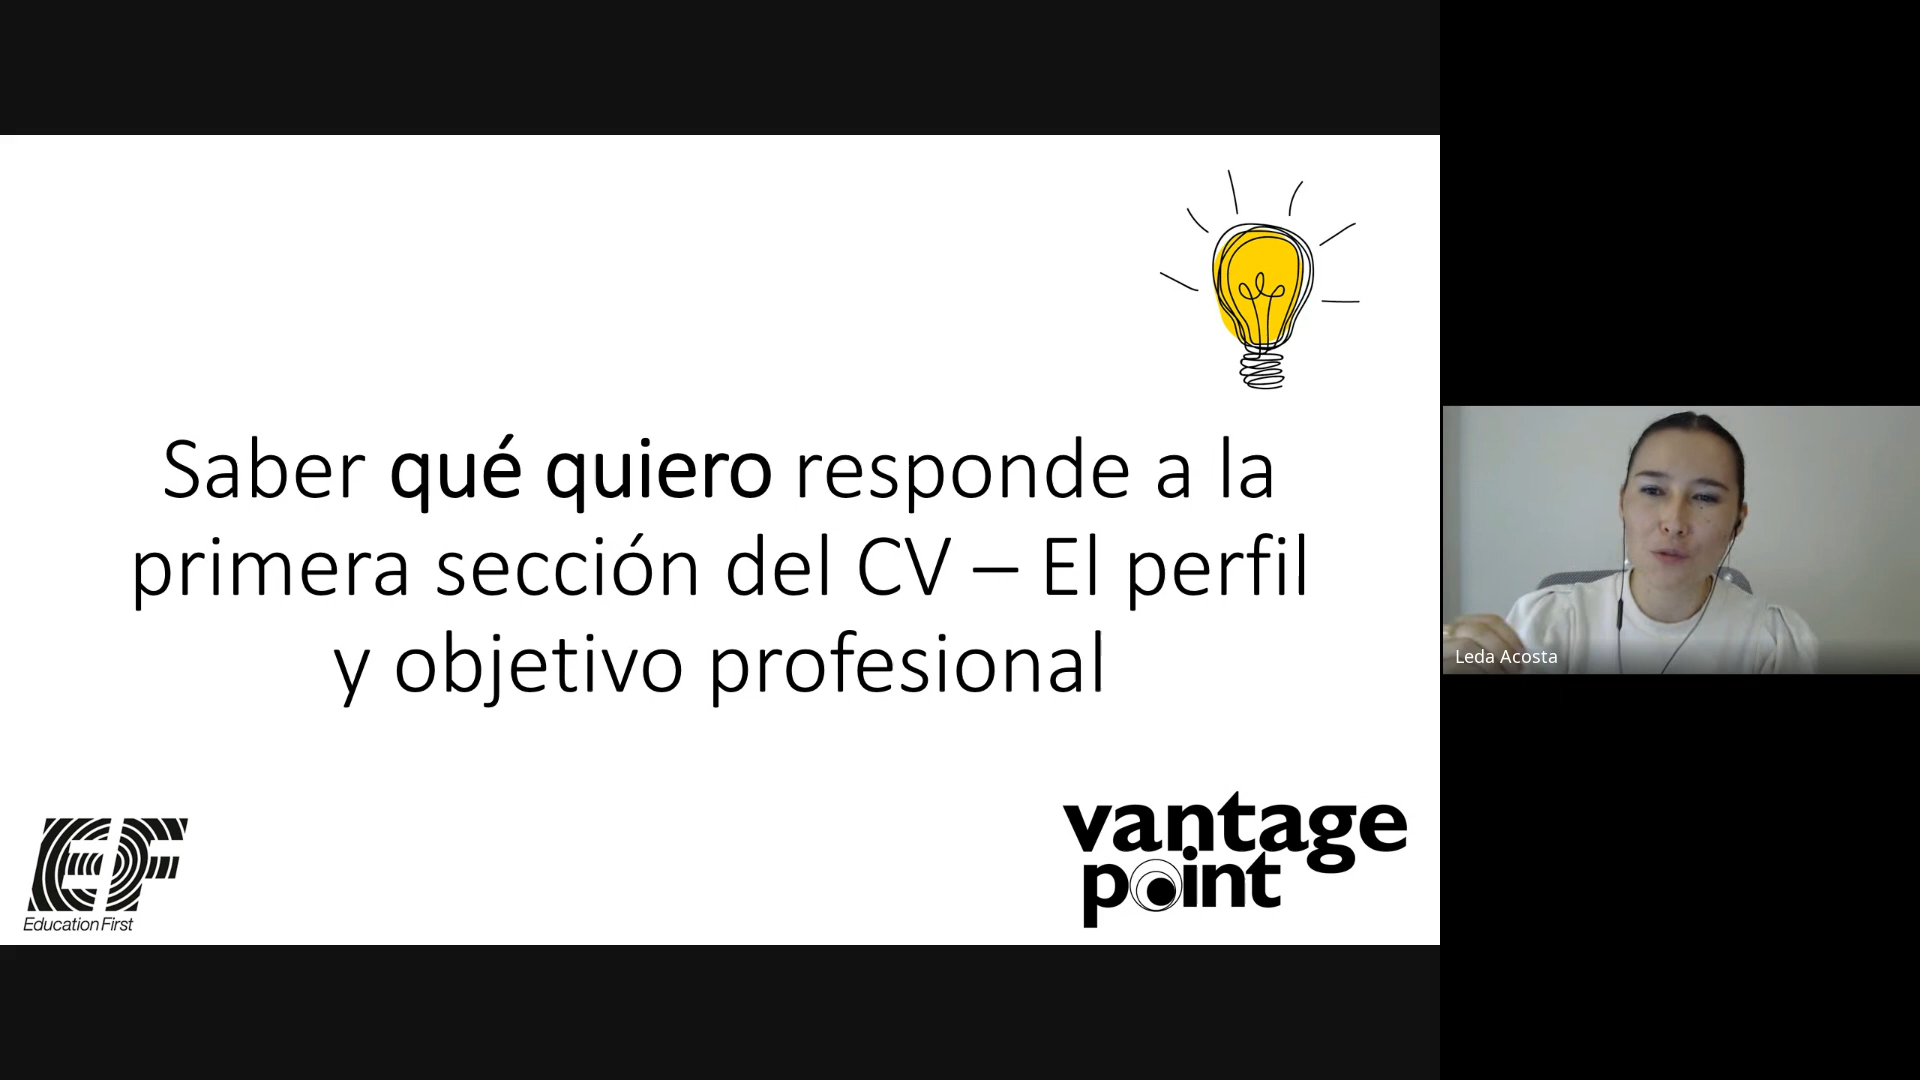 Saber qué quiero responde a la
primera sección del CV – El perfil
y objetivo profesional
EF
Education First
vantage
point
Leda Acosta